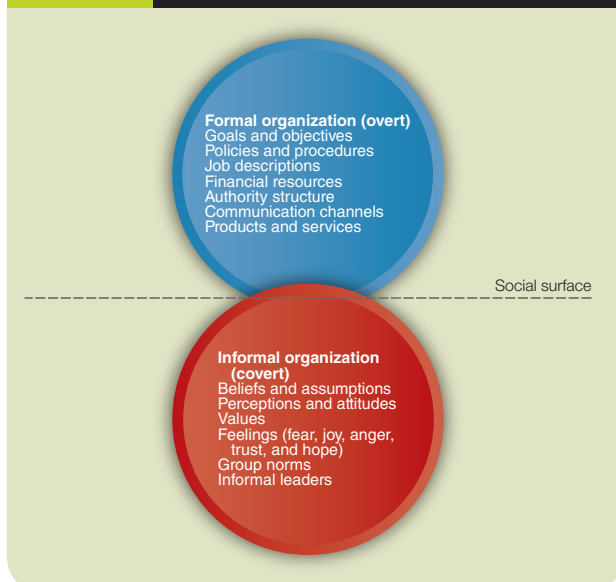 Formal organization (overt)
Goals and objectives
Policies and procedures
Job descriptions
Financial resources
Authority structure
Communication channels
Products and services
Social surface
Informal organization
(covert)
Beliefs and assumptions
Perceptions and attitudes
Values
Feelings (fear, joy, anger,
trust, and hope)
Group norms
Informal leaders